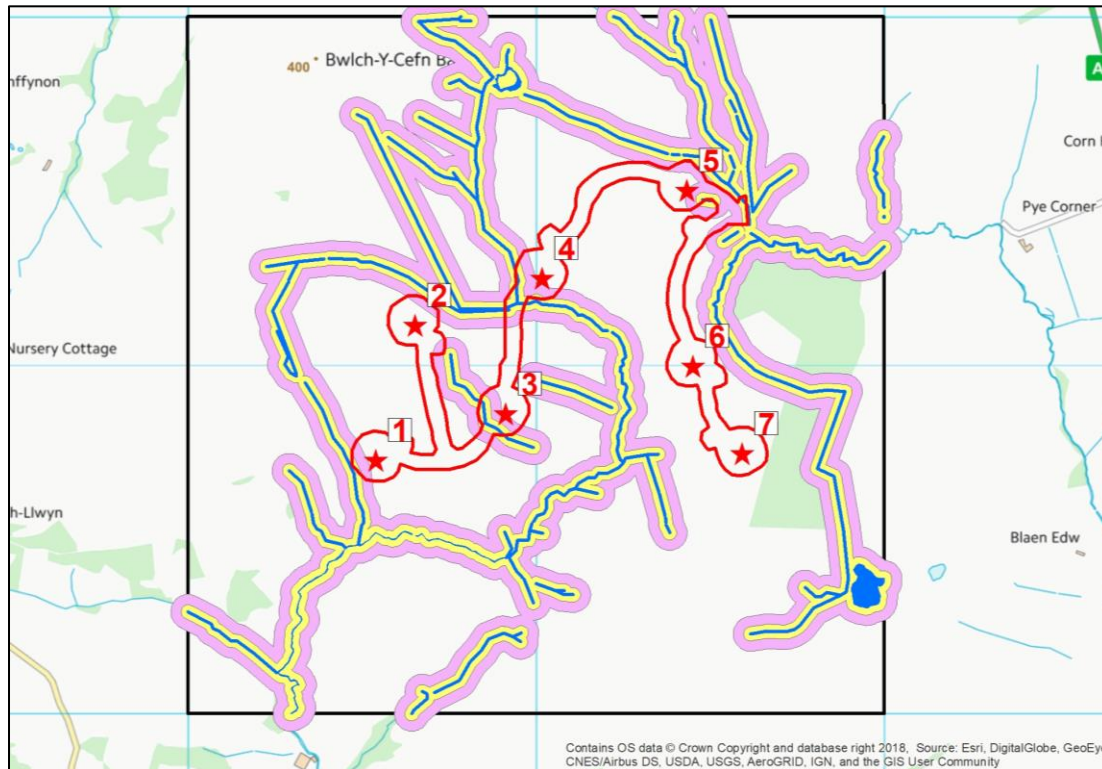 400
Bwlch-Y-Cefn Ba
nffynon
A
Corn
5
Pye Corner
4
2
Nursery Cottage
6
3
1
7
h-Llwyn
Blaen Edw
Contains OS data © Crown Copyright and database right 2018, Source: Esri, DigitalGlobe, GeoEye
CNES/Airbus DS, USDA, USGS, AeroGRID, IGN, and the GIS User Community